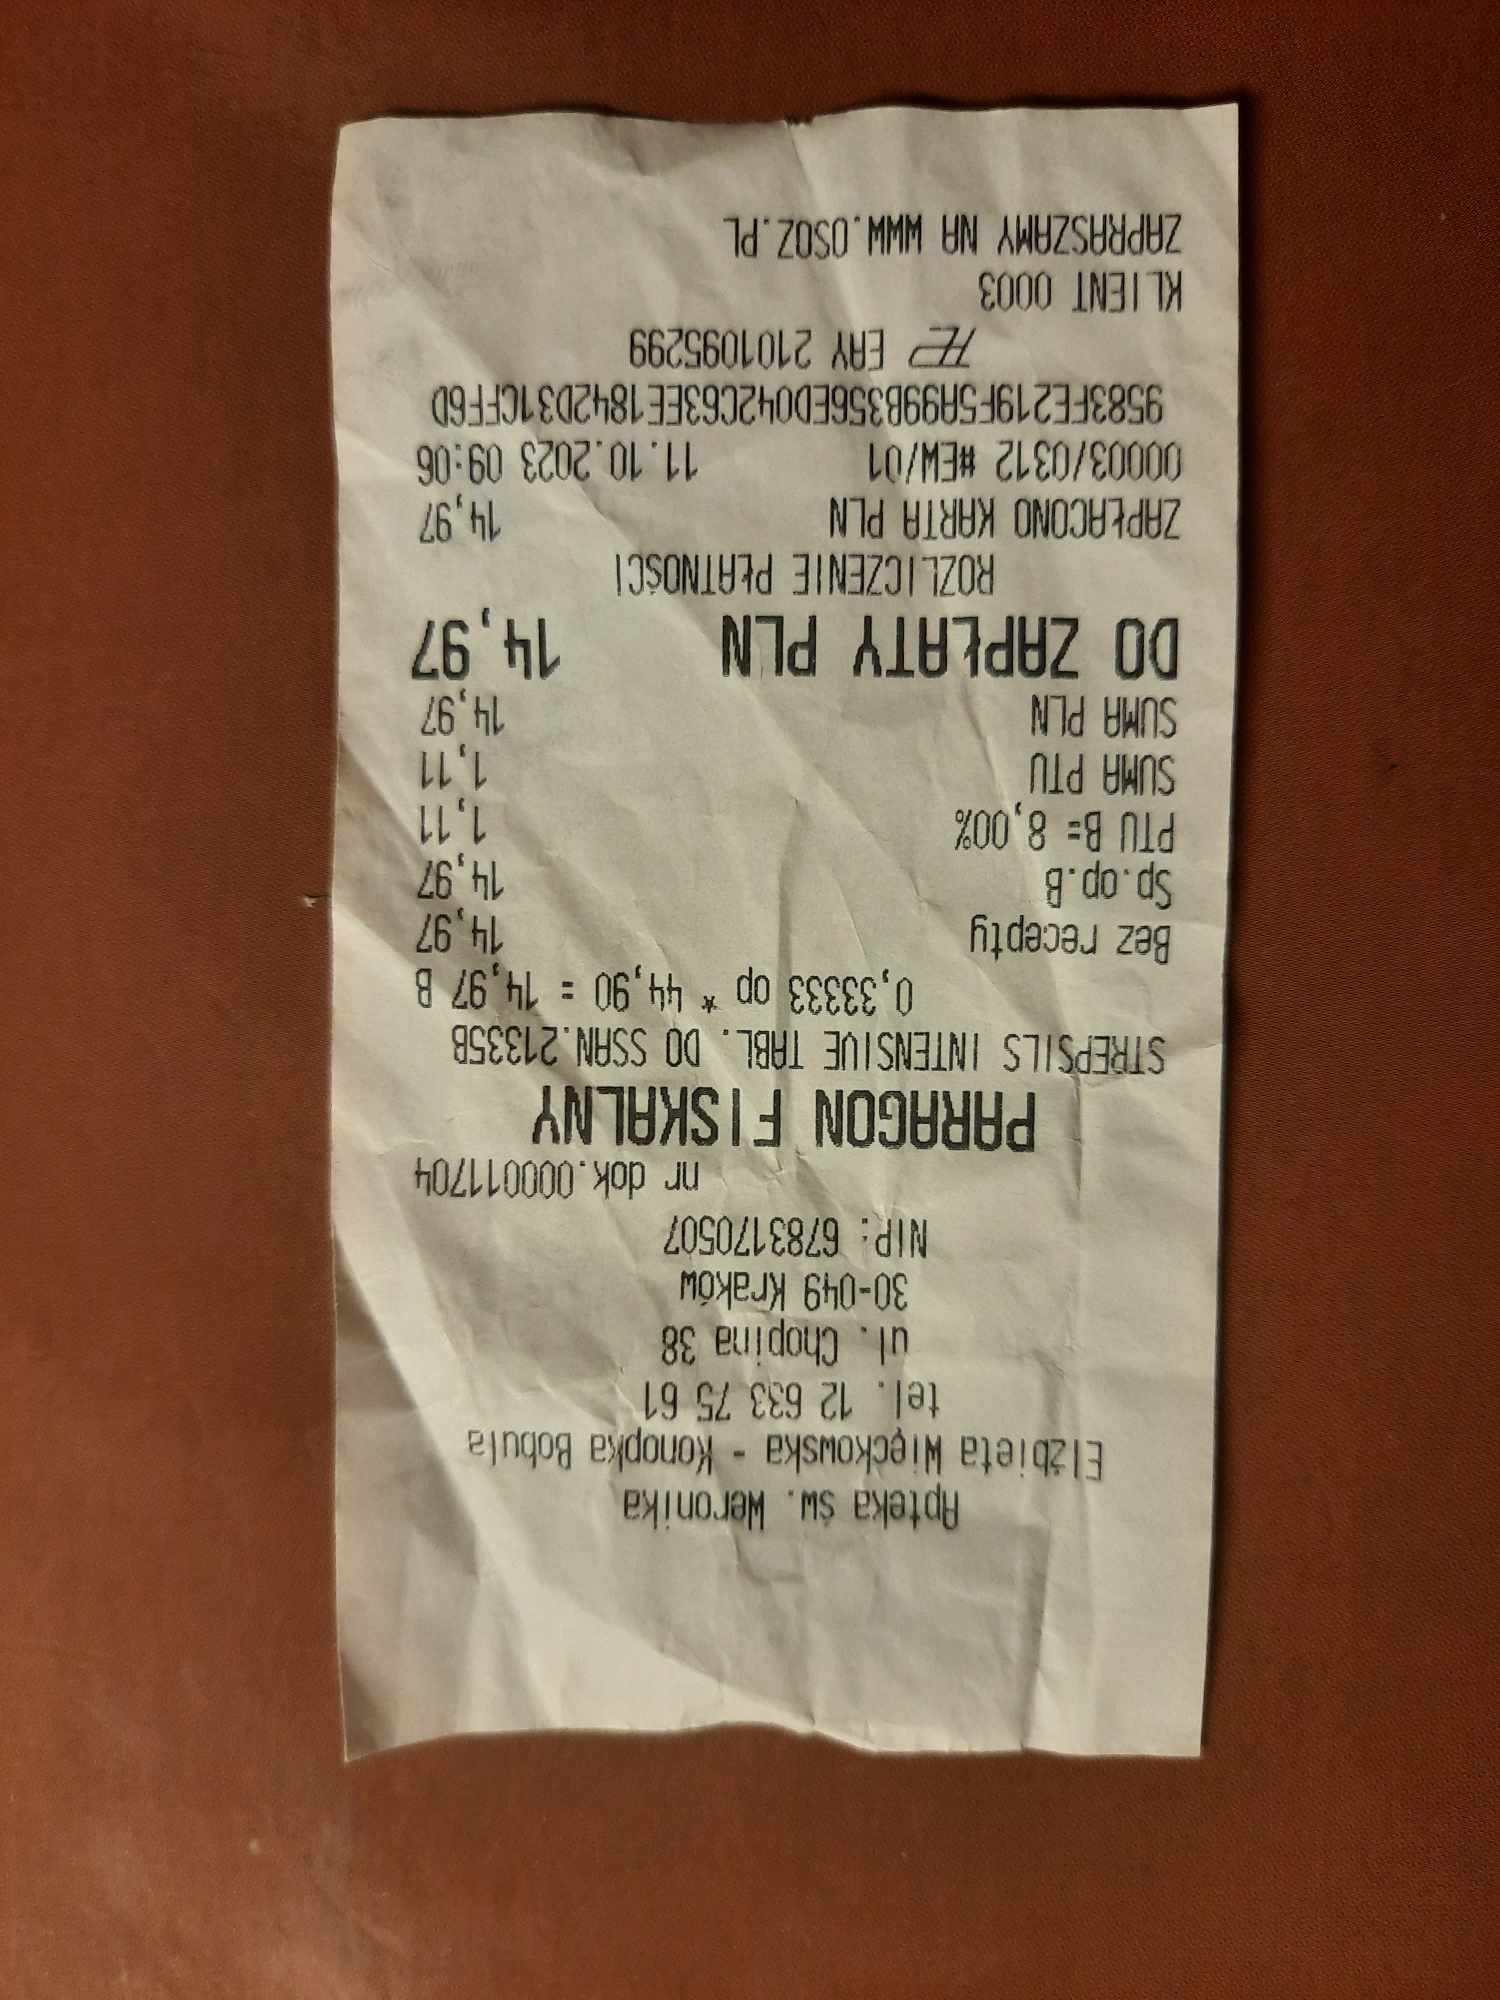 Apteka św. Weronika
Elżbieta Więckowska - Konopka Bobula
tel. 12 633 75 61
ul. Chopina 38
30-049 Kraków
NIP: 6783170507
nr dok.000011704
PARAGON FISKALNY
STREPSILS INTENSIVE TABL. DO SSAN.21335B
0,33333 op * 44,90 = 14,97 B
Bez recepty 14,97
Sp.op.B 14,97
PTU B= 8,00% 1,11
SUMA PTU 1,11
SUMA PLN 14,97
DO ZAPŁATY PLN 14,97
ROZLICZENIE PŁATNOŚCI
ZAPŁACONO KARTA PLN 14,97
00003/0312 #EW/01 11.10.2023 09:06
9583FE219F5A99B356ED042C63EE1842D31CFF6D
EAY 2101095299
KLIENT 0003
ZAPRASZAMY NA WWW.OSOZ.PL